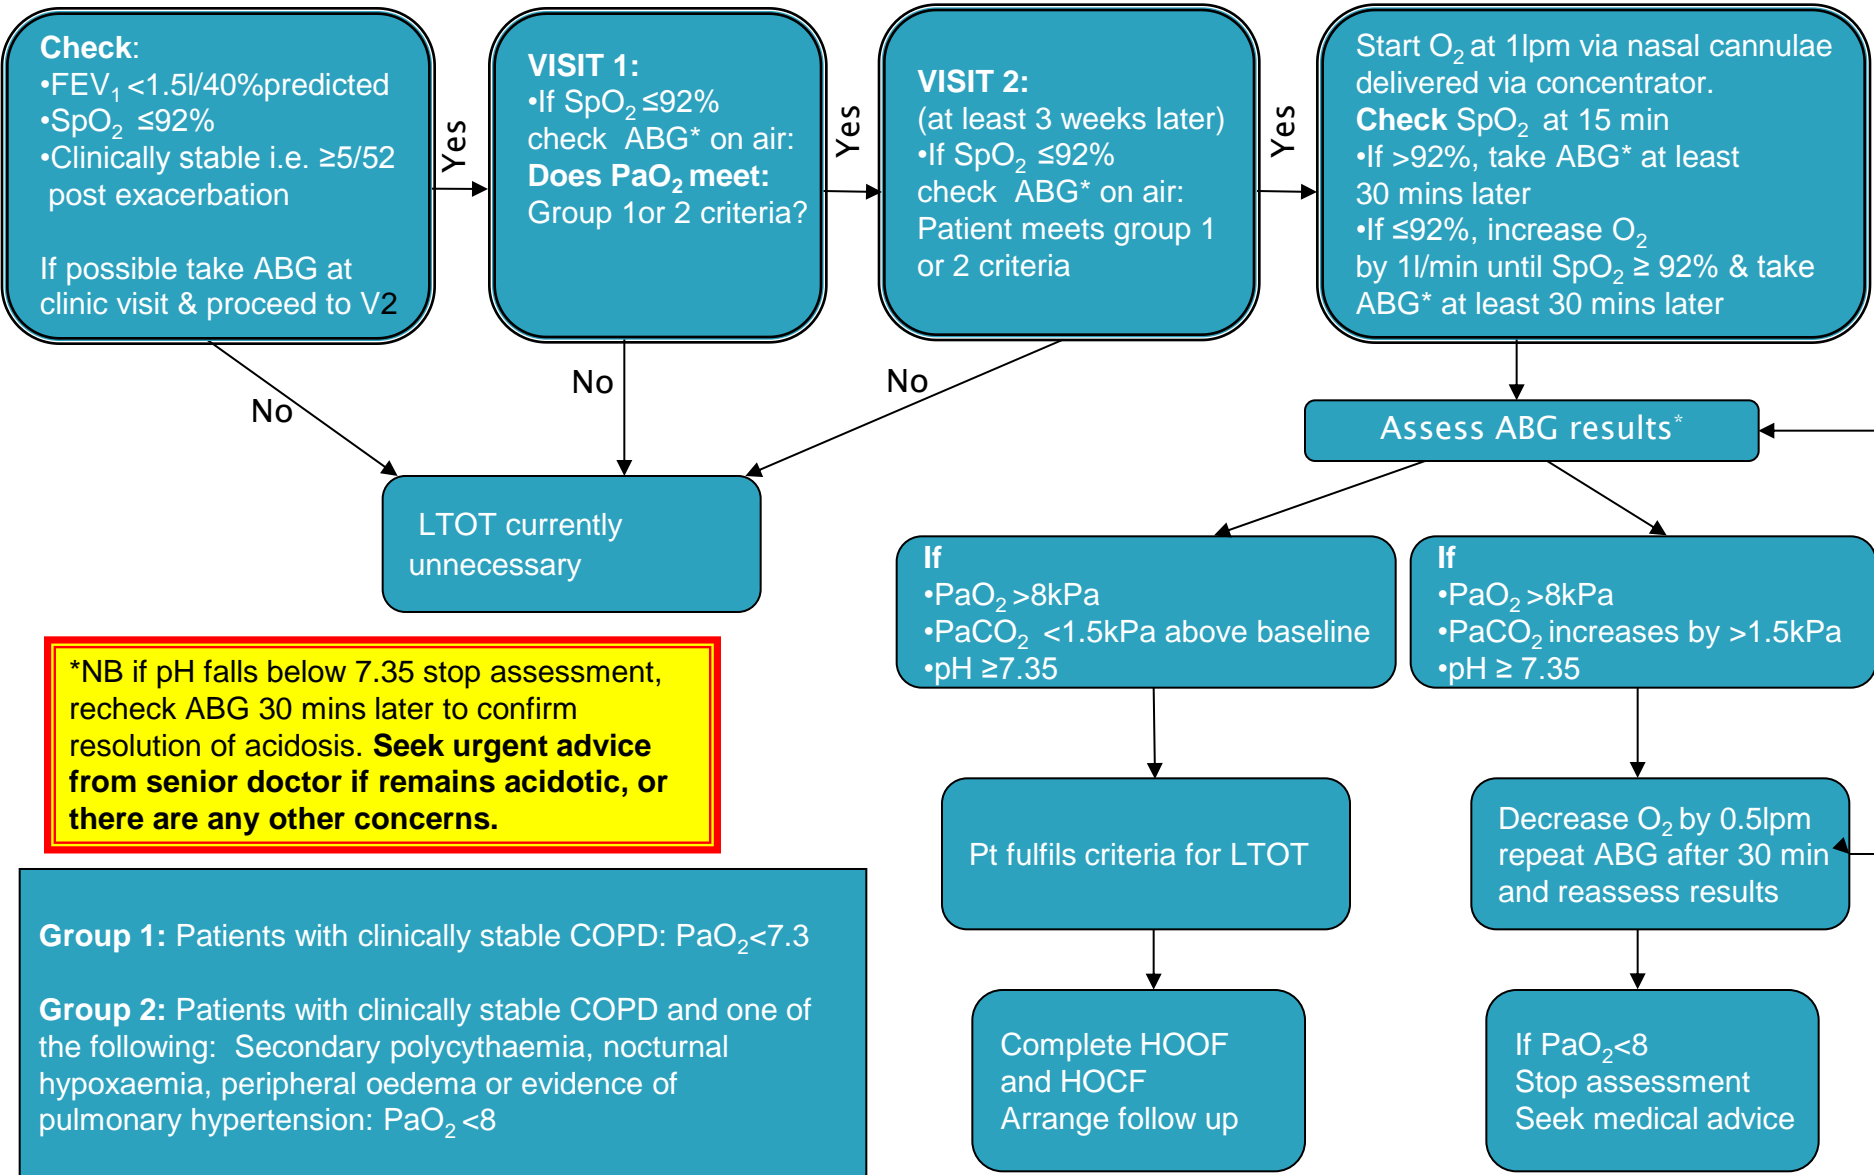 Check:
•FEV₁ <1.5l/40%predicted
•SpO₂ ≤92%
•Clinically stable i.e. ≥5/52
post exacerbation
If possible take ABG at
clinic visit & proceed to V2
Yes
VISIT 1:
•If SpO₂ ≤92%
check ABG* on air:
Does PaO₂ meet:
Group 1or 2 criteria?
Yes
VISIT 2:
(at least 3 weeks later)
•If SpO₂ ≤92%
check ABG* on air:
Patient meets group 1
or 2 criteria
Yes
Start O₂ at 1lpm via nasal cannulae
delivered via concentrator.
Check SpO₂ at 15 min
•If >92%, take ABG* at least
30 mins later
•If ≤92%, increase O₂
by 1l/min until SpO₂ ≥ 92% & take
ABG* at least 30 mins later
No
No
No
LTOT currently
unnecessary
Assess ABG results*
If
•PaO₂ >8kPa
•PaCO₂ <1.5kPa above baseline
•pH ≥7.35
If
•PaO₂ >8kPa
•PaCO₂ increases by >1.5kPa
•pH ≥ 7.35
*NB if pH falls below 7.35 stop assessment,
recheck ABG 30 mins later to confirm
resolution of acidosis. Seek urgent advice
from senior doctor if remains acidotic, or
there are any other concerns.
Pt fulfils criteria for LTOT
Decrease O₂ by 0.5lpm
repeat ABG after 30 min
and reassess results
Group 1: Patients with clinically stable COPD: PaO₂<7.3
Group 2: Patients with clinically stable COPD and one of
the following: Secondary polycythaemia, nocturnal
hypoxaemia, peripheral oedema or evidence of
pulmonary hypertension: PaO₂ <8
Complete HOOF
and HOCF
Arrange follow up
If PaO₂<8
Stop assessment
Seek medical advice